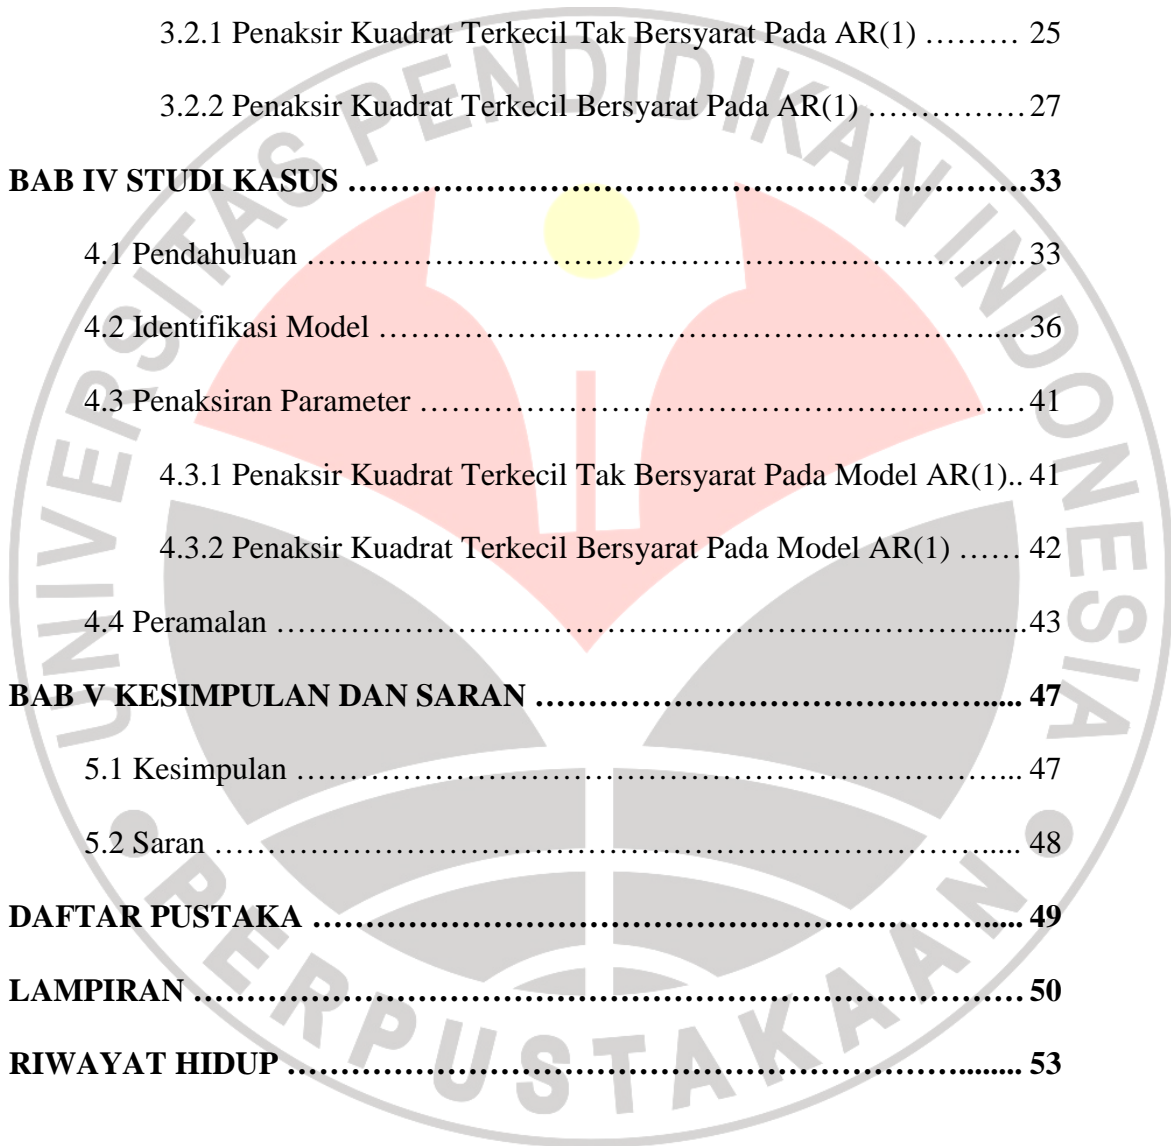 3.2.1 Penaksir Kuadrat Terkecil Tak Bersyarat Pada AR(1) ……… 25
3.2.2 Penaksir Kuadrat Terkecil Bersyarat Pada AR(1) …………… 27
BAB IV STUDI KASUS ………………………………………………………. 33
4.1 Pendahuluan ………………………………………………………….... 33
4.2 Identifikasi Model …………………………………………………..... 36
4.3 Penaksiran Parameter ………………………………………………… 41
4.3.1 Penaksir Kuadrat Terkecil Tak Bersyarat Pada Model AR(1).. 41
4.3.2 Penaksir Kuadrat Terkecil Bersyarat Pada Model AR(1) …… 42
4.4 Peramalan …………………………………………………………...... 43
BAB V KESIMPULAN DAN SARAN ……………………………………...... 47
5.1 Kesimpulan …………………………………………………………... 47
5.2 Saran ………………………………………………………………..... 48
DAFTAR PUSTAKA ………………………………………………………..... 49
LAMPIRAN …………………………………………………………………… 50
RIWAYAT HIDUP ………………………………………………………........ 53
UNIVERSITAS PENDIDIKAN INDONESIA
PERPUSTAKAAN